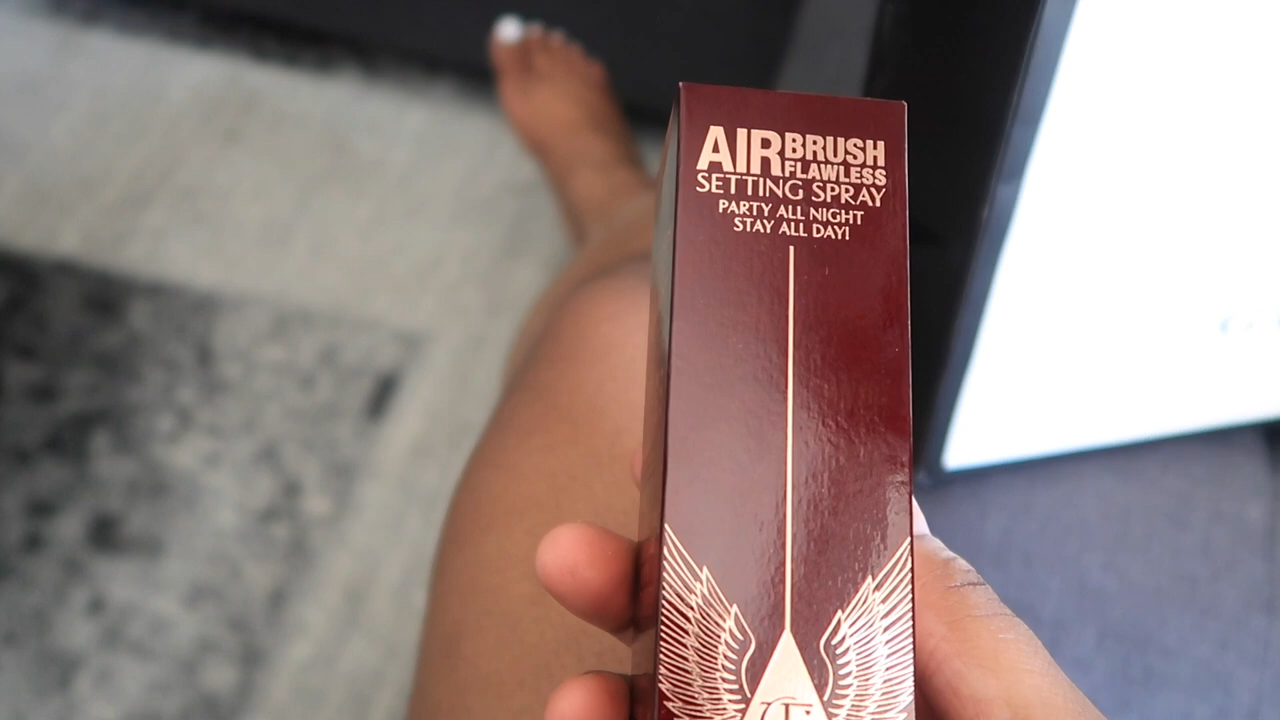 AIRBRUSH
FLAWLESS
SETTING SPRAY
PARTY ALL NIGHT
STAY ALL DAY!